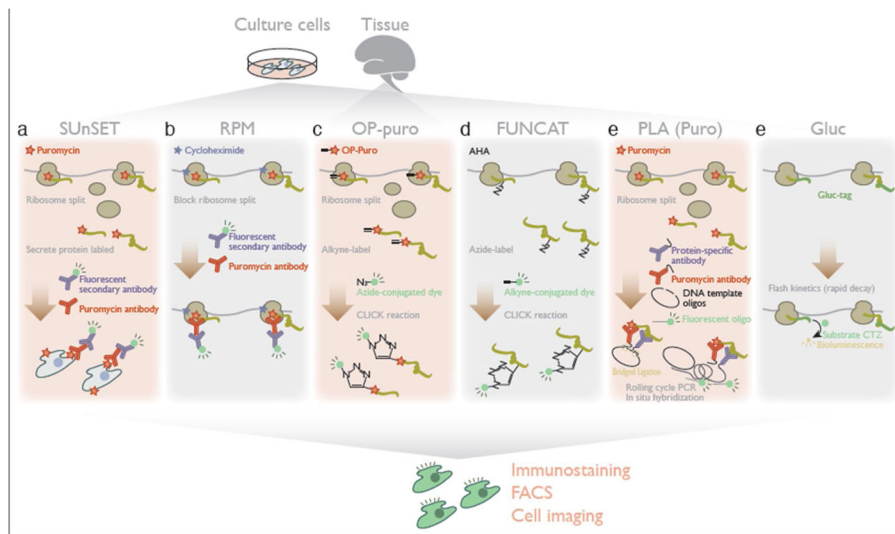 Culture cells
Tissue
a
SUnSET
Puromycin
Ribosome split
Secrete protein labled
Fluorescent
secondary antibody
Puromycin antibody
b
RPM
Cycloheximide
Block ribosome split
Fluorescent
secondary antibody
Puromycin antibody
c
OP-puro
OP-Puro
Ribosome split
Alkyne-label
N₃
Azide-conjugated dye
CLICK reaction
d
FUNCAT
AHA
Azide-label
Alkyne-conjugated dye
CLICK reaction
e
PLA (Puro)
Puromycin
Ribosome split
Protein-specific
antibody
Puromycin antibody
DNA template
oligos
Fluorescent oligo
Bridged Ligation
Rolling cycle PCR
In situ hybridization
e
Gluc
Gluc-tag
Flash kinetics (rapid decay)
Substrate CTZ
Bioluminescence
Immunostaining
FACS
Cell imaging